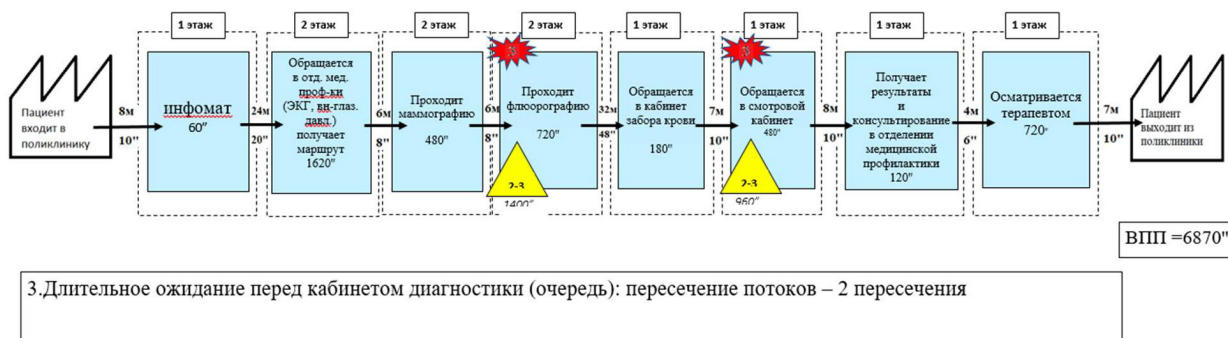 1 этаж
2 этаж
2 этаж
2 этаж
1 этаж
1 этаж
1 этаж
1 этаж
Пациент
входит в
поликлинику
8м
10"
инфомат
60"
24м
20"
Обращается
в отд. мед.
проф-ки
(ЭКГ, вн-глаз.
давл.)
получает
маршрут
1620"
6м
8"
Проходит
маммографию
480"
6м
8"
3
Проходит
флюорографию
720"
2-3
1400"
32м
48"
Обращается
в кабинет
забора крови
180"
7м
10"
3
Обращается
в смотровой
кабинет
480"
2-3
960"
8м
10"
Получает
результаты
и
консультирование
в отделении
медицинской
профилактики
120"
4м
6"
Осматривается
терапевтом
720"
7м
10"
Пациент
выходит из
поликлиники
ВПП =6870"
3.Длительное ожидание перед кабинетом диагностики (очередь): пересечение потоков – 2 пересечения